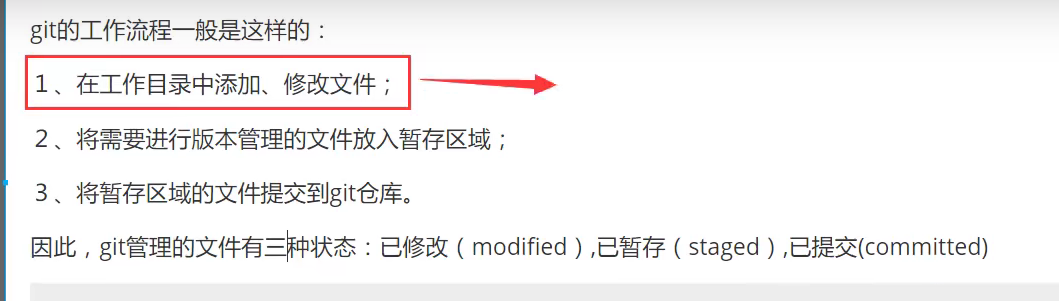 git的工作流程一般是这样的：
１、在工作目录中添加、修改文件；
２、将需要进行版本管理的文件放入暂存区域；
３、将暂存区域的文件提交到git仓库。
因此，git管理的文件有三种状态：已修改（modified）,已暂存（staged）,已提交(committed)